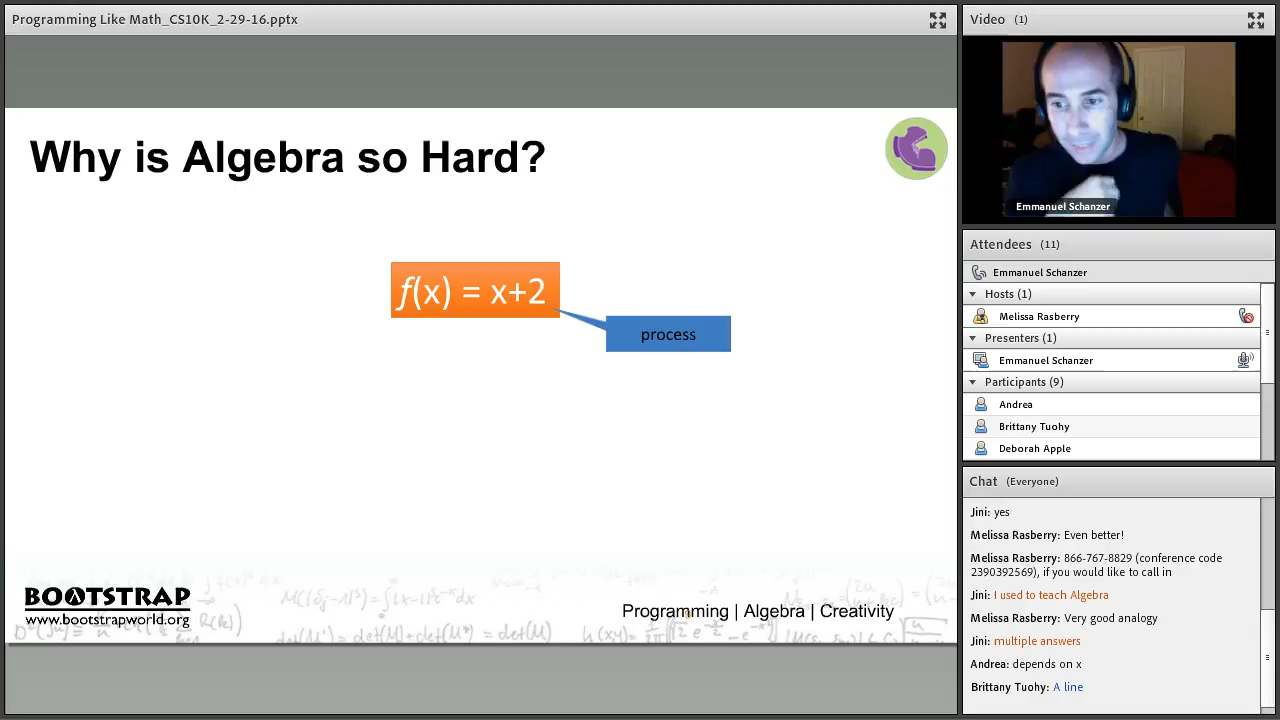 Programming Like Math_CS10K_2-29-16.pptx
Why is Algebra so Hard?
f(x) = x+2
process
BOOTSTRAP
www.bootstrapworld.org
Programming | Algebra | Creativity
Video (1)
Emmanuel Schanzer
Attendees (11)
Emmanuel Schanzer
Hosts (1)
Melissa Rasberry
Presenters (1)
Emmanuel Schanzer
Participants (9)
Andrea
Brittany Tuohy
Deborah Apple
Chat (Everyone)
Jini: yes
Melissa Rasberry: Even better!
Melissa Rasberry: 866-767-8829 (conference code
2390392569), if you would like to call in
Jini: I used to teach Algebra
Melissa Rasberry: Very good analogy
Jini: multiple answers
Andrea: depends on x
Brittany Tuohy: A line